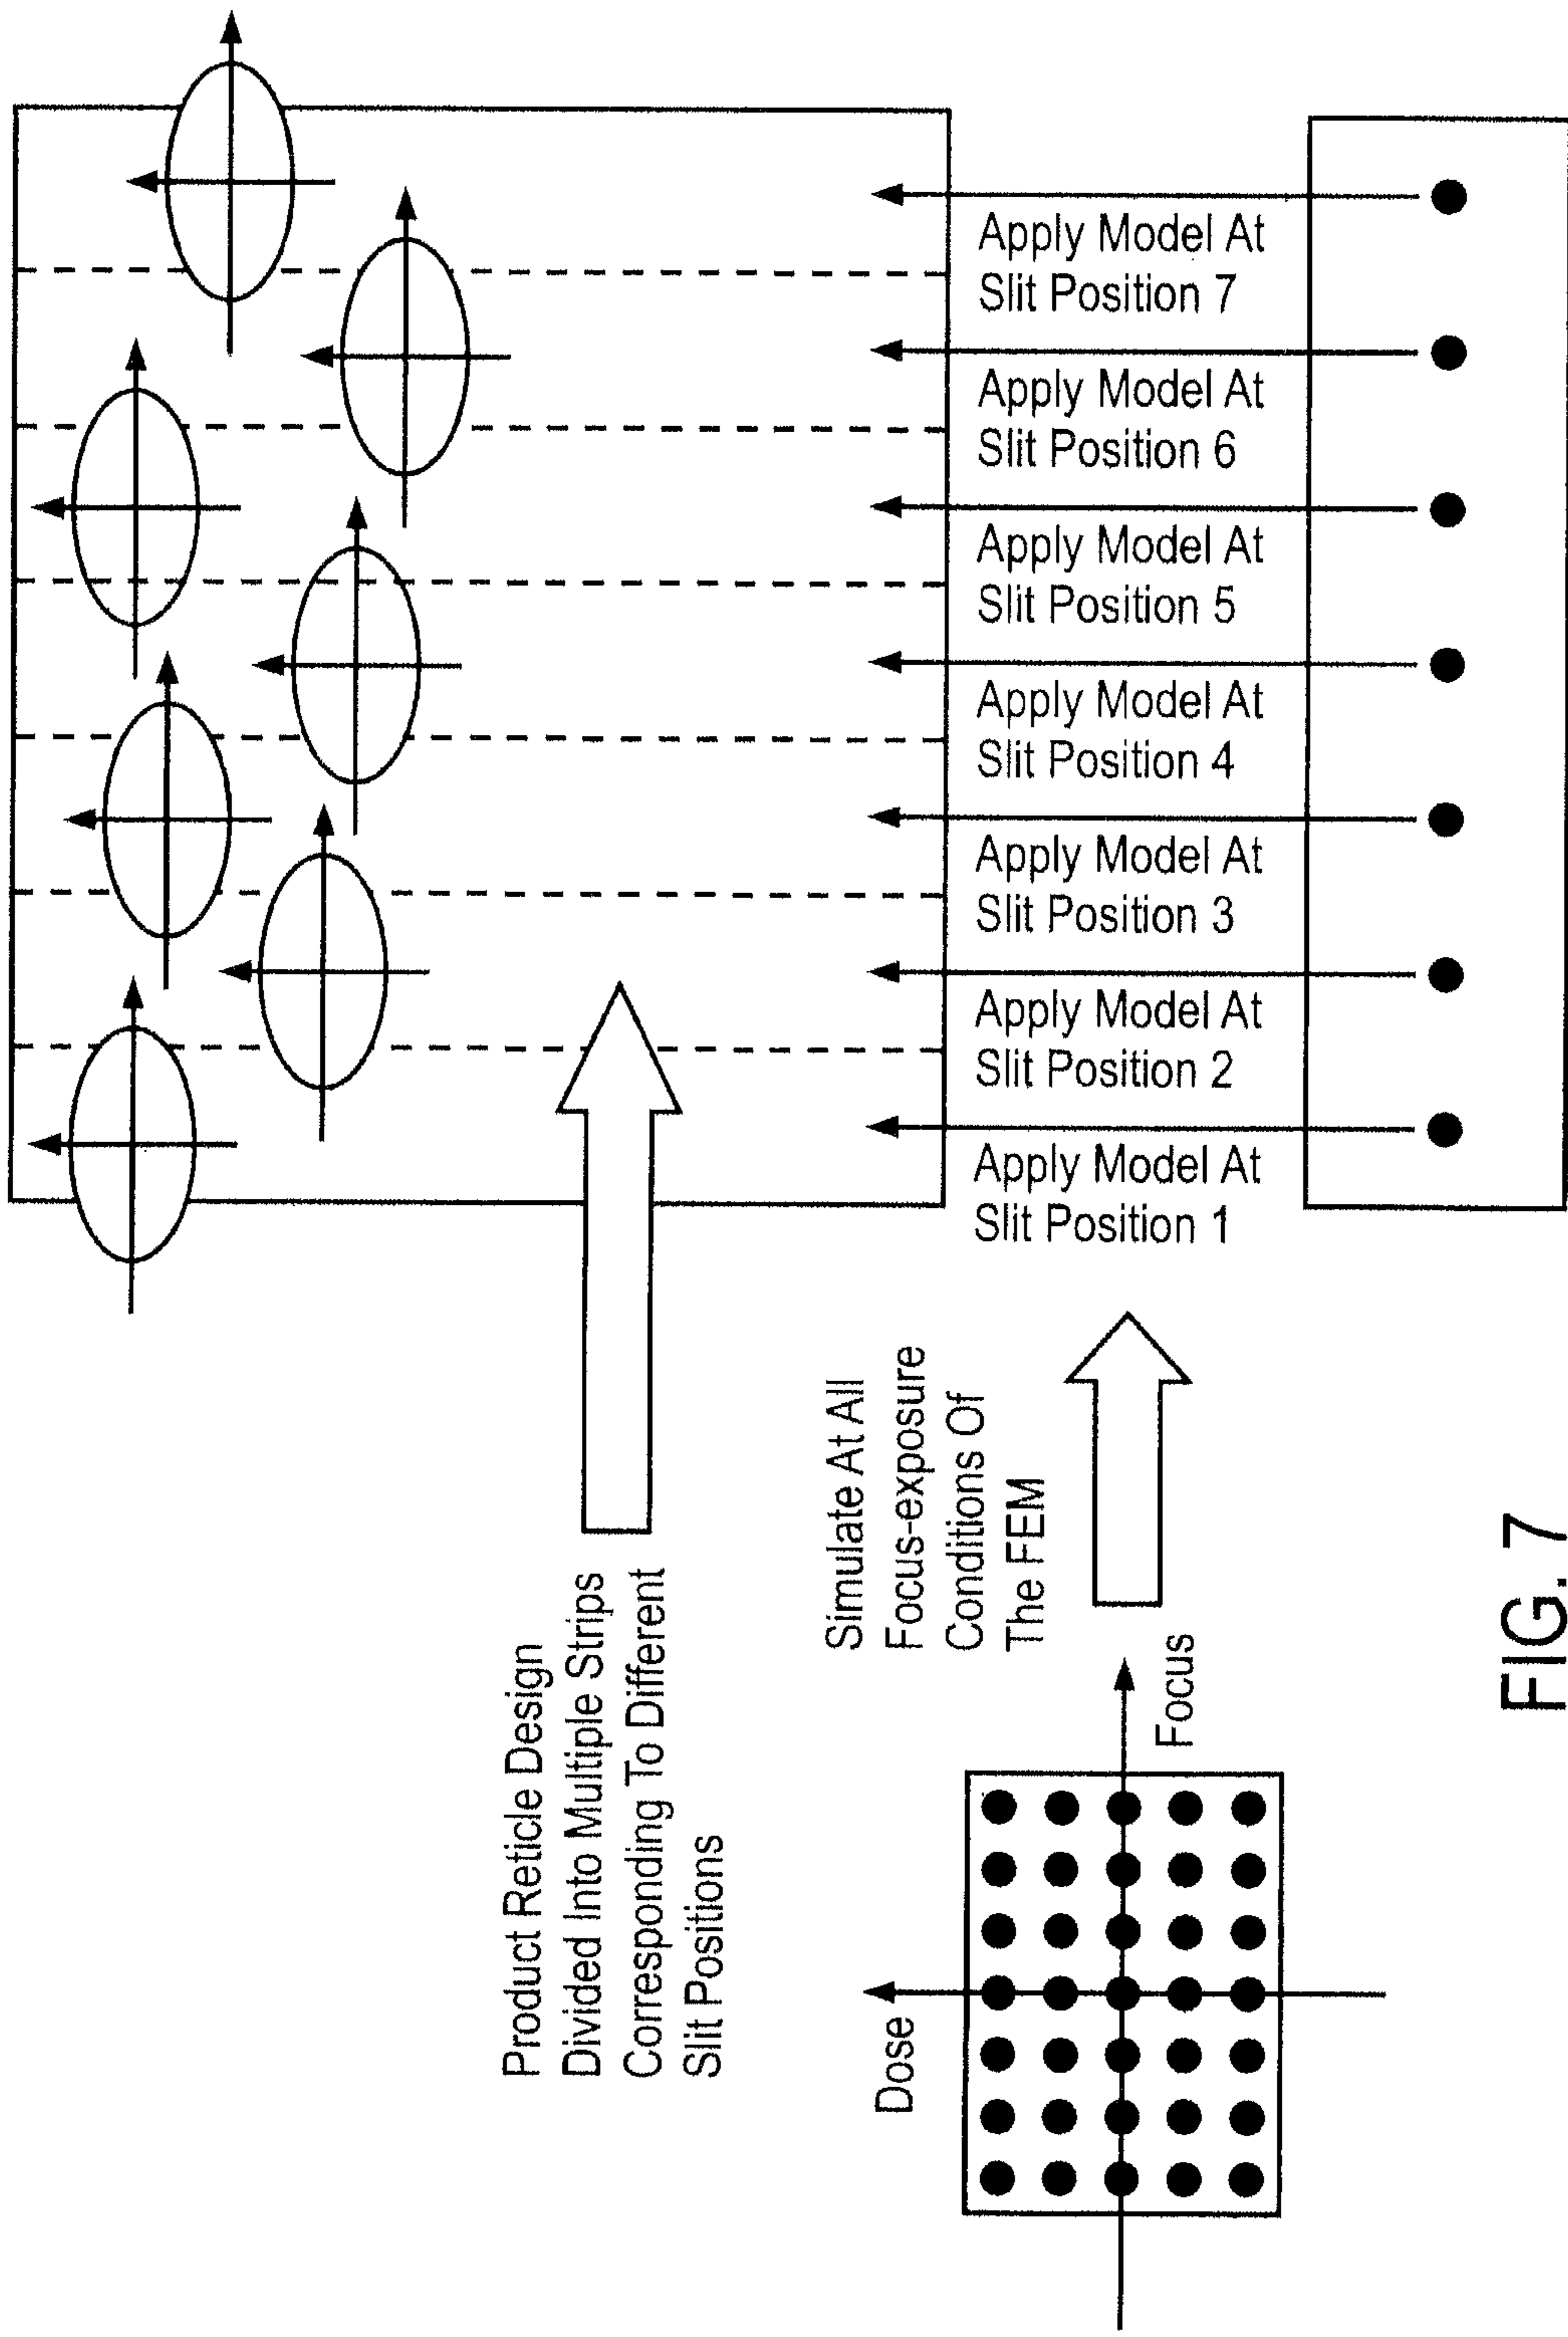 Product Reticle Design
Divided Into Multiple Strips
Corresponding To Different
Slit Positions
Dose
Focus
Simulate At All
Focus-exposure
Conditions Of
The FEM
Apply Model At
Slit Position 1
Apply Model At
Slit Position 2
Apply Model At
Slit Position 3
Apply Model At
Slit Position 4
Apply Model At
Slit Position 5
Apply Model At
Slit Position 6
Apply Model At
Slit Position 7
FIG. 7